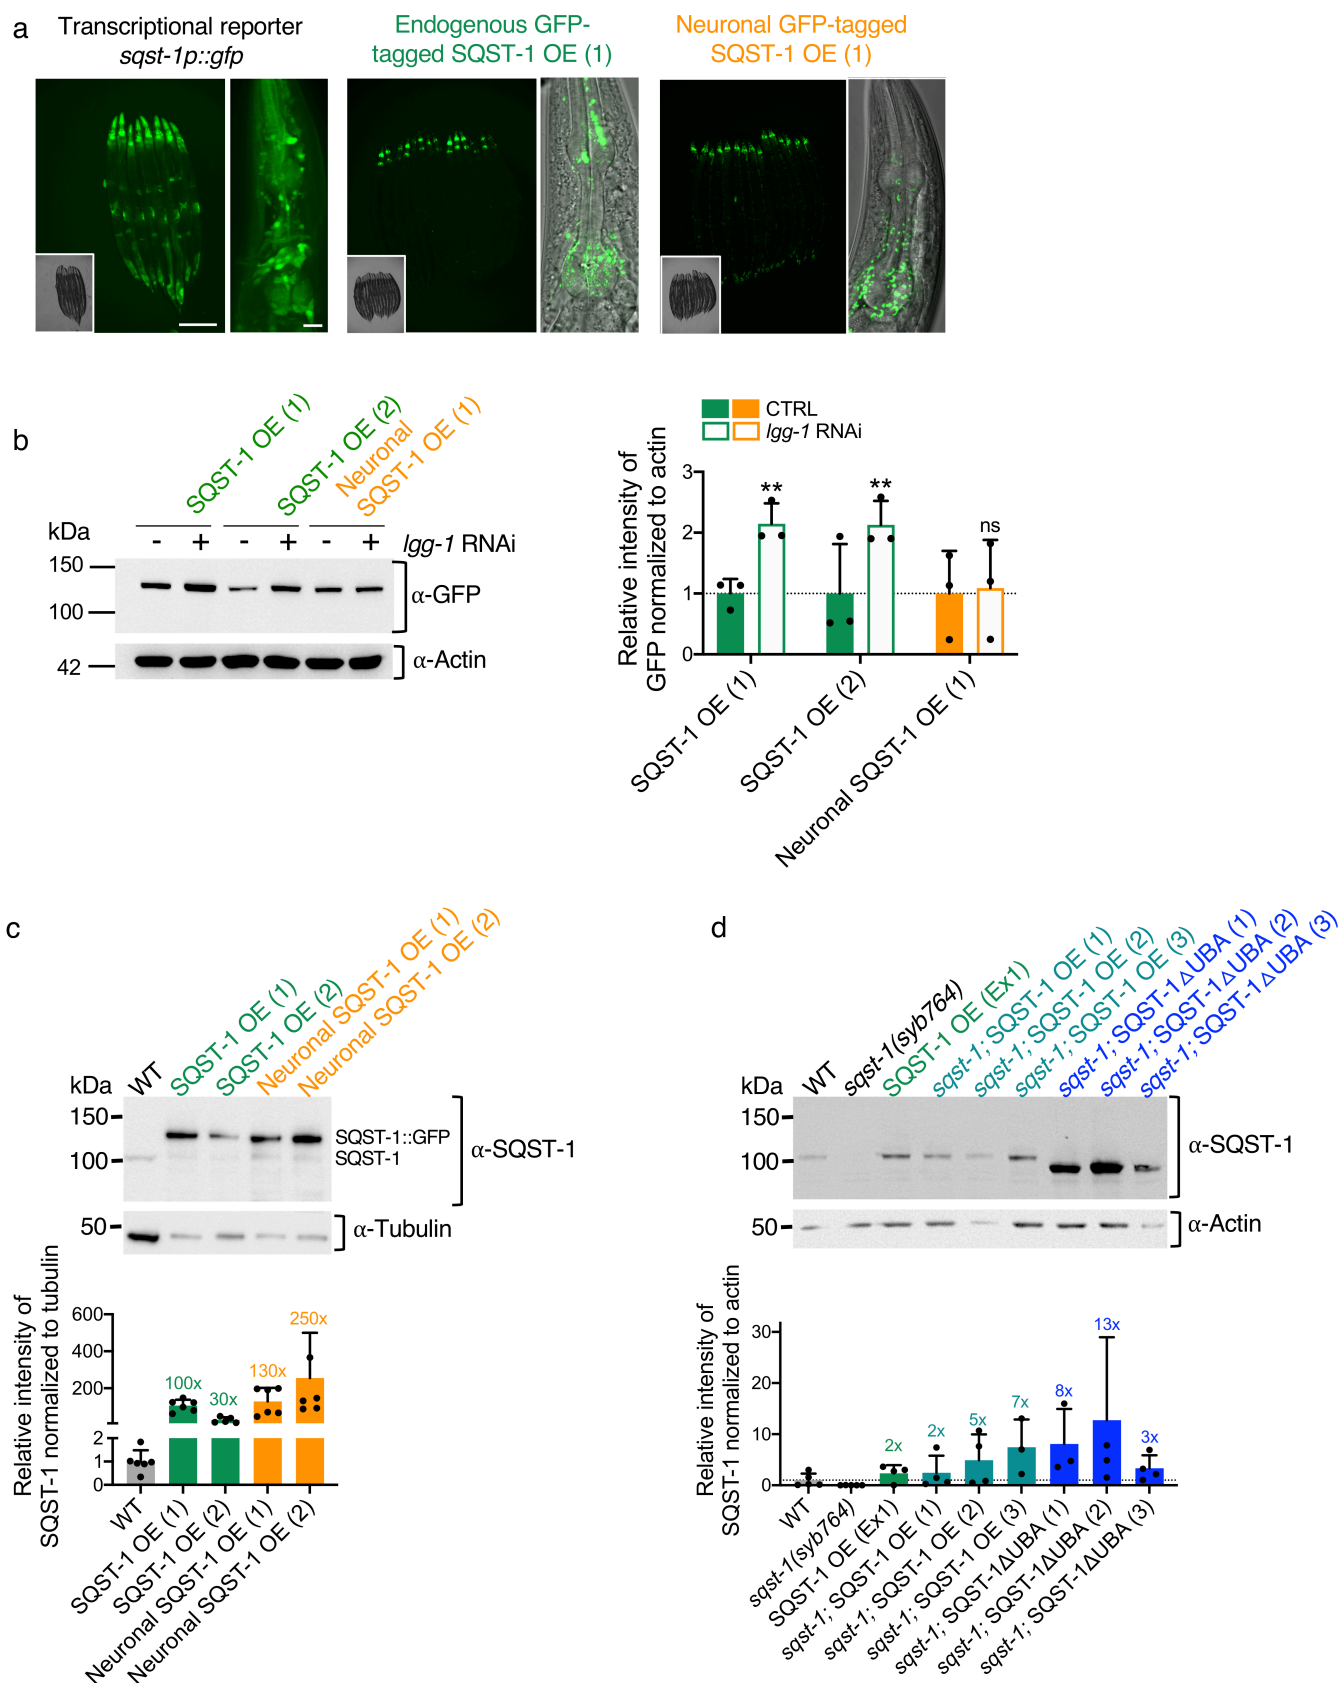 a
Transcriptional reporter
sqst-1p::gfp
Endogenous GFP-
tagged SQST-1 OE (1)
Neuronal GFP-tagged
SQST-1 OE (1)
b
SQST-1 OE (1)
SQST-1 OE (2)
Neuronal
SQST-1 OE (1)
kDa
- + - + - + lgg-1 RNAi
150
100
α-GFP
42
α-Actin
CTRL
lgg-1 RNAi
Relative intensity of
GFP normalized to actin
3
2
1
0
** ** ns
SQST-1 OE (1)
SQST-1 OE (2)
Neuronal SQST-1 OE (1)
c
kDa
WT
SQST-1 OE (1)
SQST-1 OE (2)
Neuronal SQST-1 OE (1)
Neuronal SQST-1 OE (2)
150
100
SQST-1::GFP
SQST-1
α-SQST-1
50
α-Tubulin
Relative intensity of
SQST-1 normalized to tubulin
600
400
200
2
1
0
100x
30x
130x
250x
WT
SQST-1 OE (1)
SQST-1 OE (2)
Neuronal SQST-1 OE (1)
Neuronal SQST-1 OE (2)
d
kDa
WT
sqst-1(syb764)
SQST-1 OE (Ex1)
sqst-1; SQST-1 OE (1)
sqst-1; SQST-1 OE (2)
sqst-1; SQST-1 OE (3)
sqst-1; SQST-1ΔUBA (1)
sqst-1; SQST-1ΔUBA (2)
sqst-1; SQST-1ΔUBA (3)
150
100
α-SQST-1
50
α-Actin
Relative intensity of
SQST-1 normalized to actin
30
20
10
0
2x
2x
5x
7x
8x
13x
3x
WT
sqst-1(syb764)
SQST-1 OE (Ex1)
sqst-1; SQST-1 OE (1)
sqst-1; SQST-1 OE (2)
sqst-1; SQST-1 OE (3)
sqst-1; SQST-1ΔUBA (1)
sqst-1; SQST-1ΔUBA (2)
sqst-1; SQST-1ΔUBA (3)